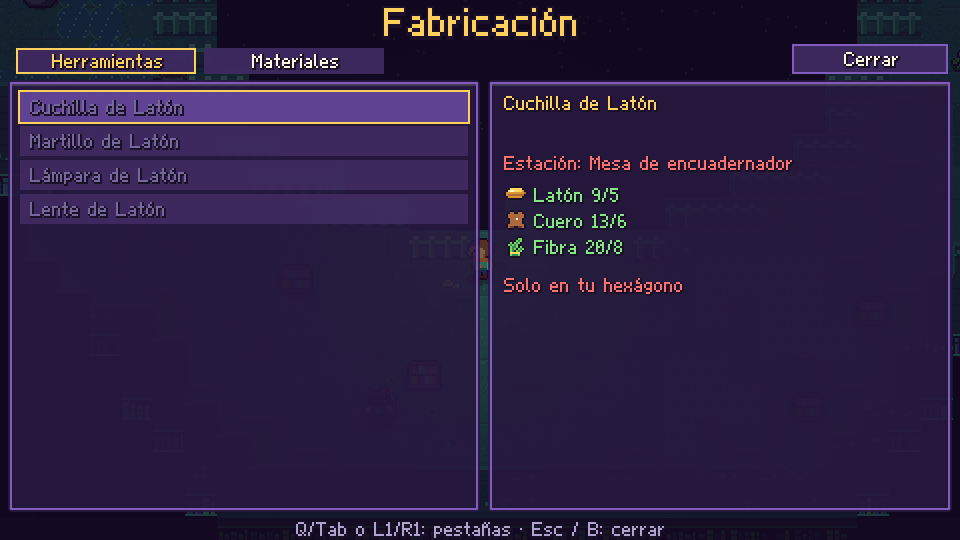 Fabricación
Herramientas
Materiales
Cerrar
Cuchilla de Latón
Martillo de Latón
Lámpara de Latón
Lente de Latón
Cuchilla de Latón
Estación: Mesa de encuadernador
Latón 9/5
Cuero 13/6
Fibra 20/8
Solo en tu hexágono
Q/Tab o L1/R1: pestañas · Esc / B: cerrar